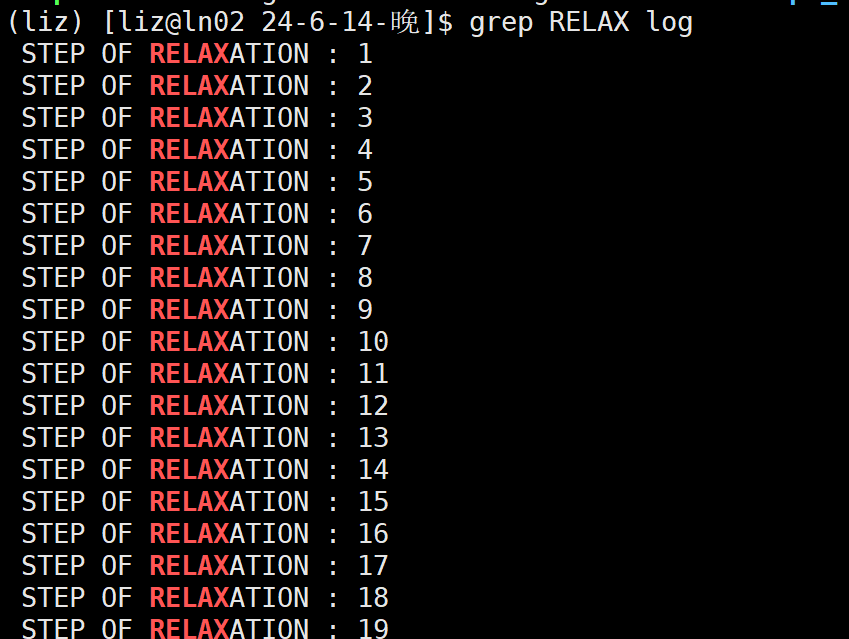 (liz) [liz@ln02 24-6-14-晚]$ grep RELAX log
STEP OF RELAXATION : 1
STEP OF RELAXATION : 2
STEP OF RELAXATION : 3
STEP OF RELAXATION : 4
STEP OF RELAXATION : 5
STEP OF RELAXATION : 6
STEP OF RELAXATION : 7
STEP OF RELAXATION : 8
STEP OF RELAXATION : 9
STEP OF RELAXATION : 10
STEP OF RELAXATION : 11
STEP OF RELAXATION : 12
STEP OF RELAXATION : 13
STEP OF RELAXATION : 14
STEP OF RELAXATION : 15
STEP OF RELAXATION : 16
STEP OF RELAXATION : 17
STEP OF RELAXATION : 18
STEP OF RELAXATION : 19